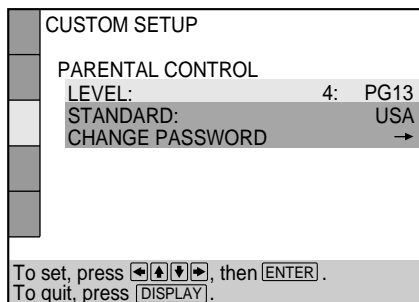 CUSTOM SETUP
PARENTAL CONTROL
LEVEL: 4: PG13
STANDARD: USA
CHANGE PASSWORD →
To set, press ←↑↓→, then ENTER.
To quit, press DISPLAY.